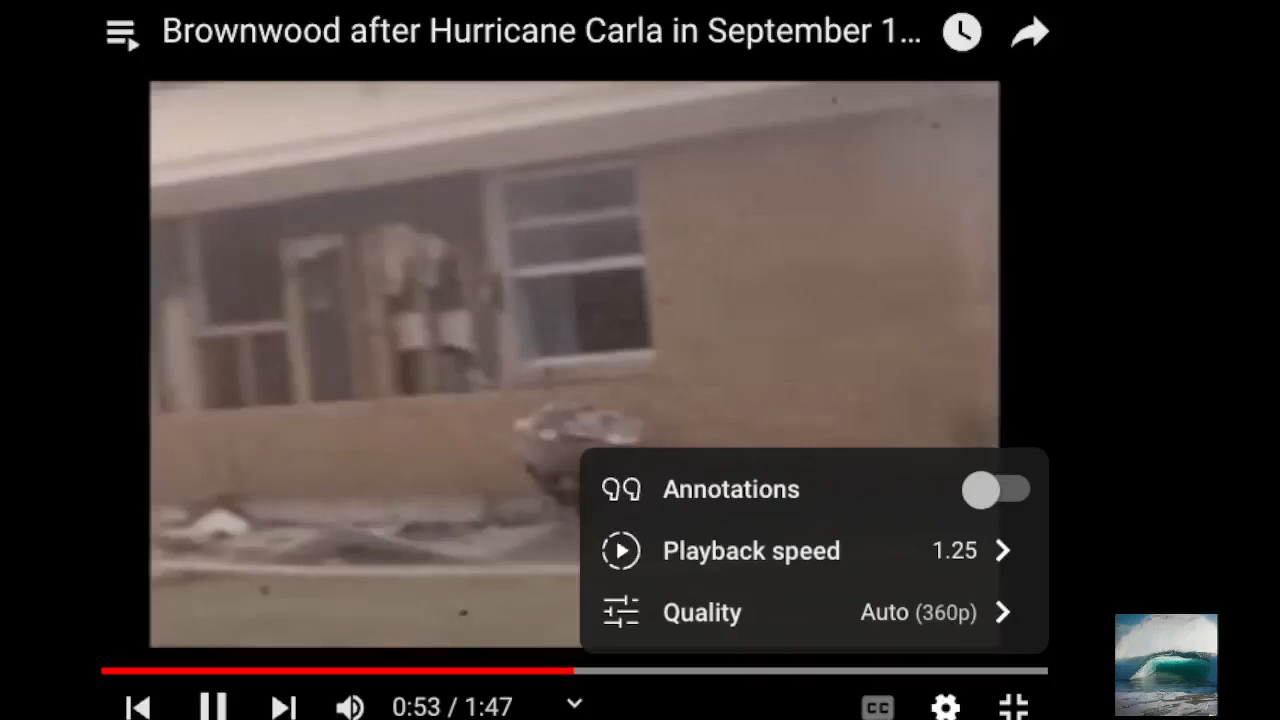 Brownwood after Hurricane Carla in September 1...
Annotations
Playback speed 1.25
Quality Auto (360p)
0:53 / 1:47 CC